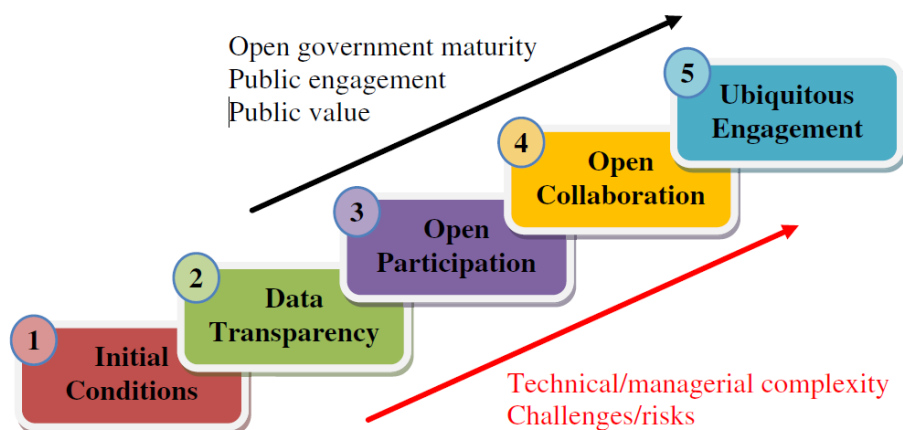 Open government maturity
Public engagement
Public value
5
Ubiquitous
Engagement
4
Open
Collaboration
3
Open
Participation
2
Data
Transparency
1
Initial
Conditions
Technical/managerial complexity
Challenges/risks